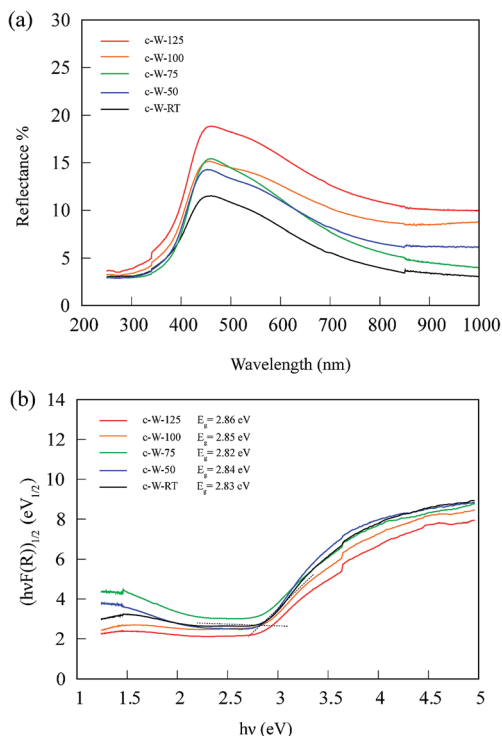 (a)
30
25
20
15
10
5
0
Reflectance %
c-W-125
c-W-100
c-W-75
c-W-50
c-W-RT
200 300 400 500 600 700 800 900 1000
Wavelength (nm)
(b)
14
12
10
8
6
4
2
0
(hνF(R))1/2 (eV1/2)
c-W-125 Eg= 2.86 eV
c-W-100 Eg= 2.85 eV
c-W-75 Eg= 2.82 eV
c-W-50 Eg= 2.84 eV
c-W-RT Eg= 2.83 eV
1 1.5 2 2.5 3 3.5 4 4.5 5
hν (eV)